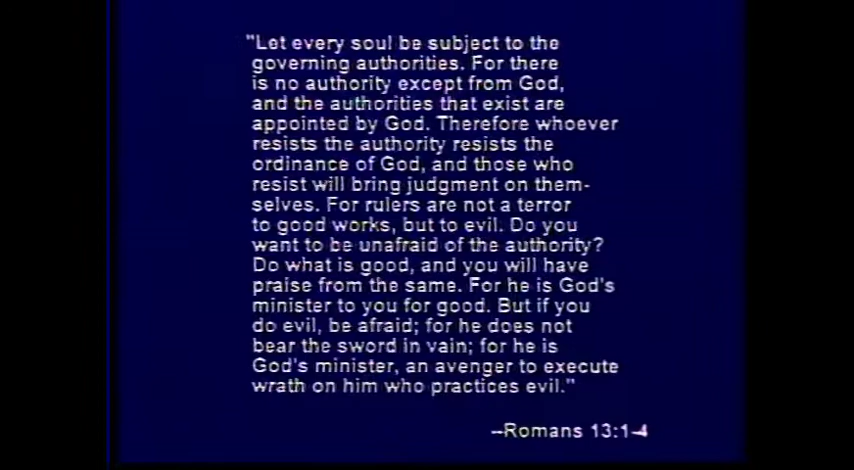 "Let every soul be subject to the
governing authorities. For there
is no authority except from God,
and the authorities that exist are
appointed by God. Therefore whoever
resists the authority resists the
ordinance of God, and those who
resist will bring judgment on them-
selves. For rulers are not a terror
to good works, but to evil. Do you
want to be unafraid of the authority?
Do what is good, and you will have
praise from the same. For he is God's
minister to you for good. But if you
do evil, be afraid; for he does not
bear the sword in vain; for he is
God's minister, an avenger to execute
wrath on him who practices evil."
--Romans 13:1-4